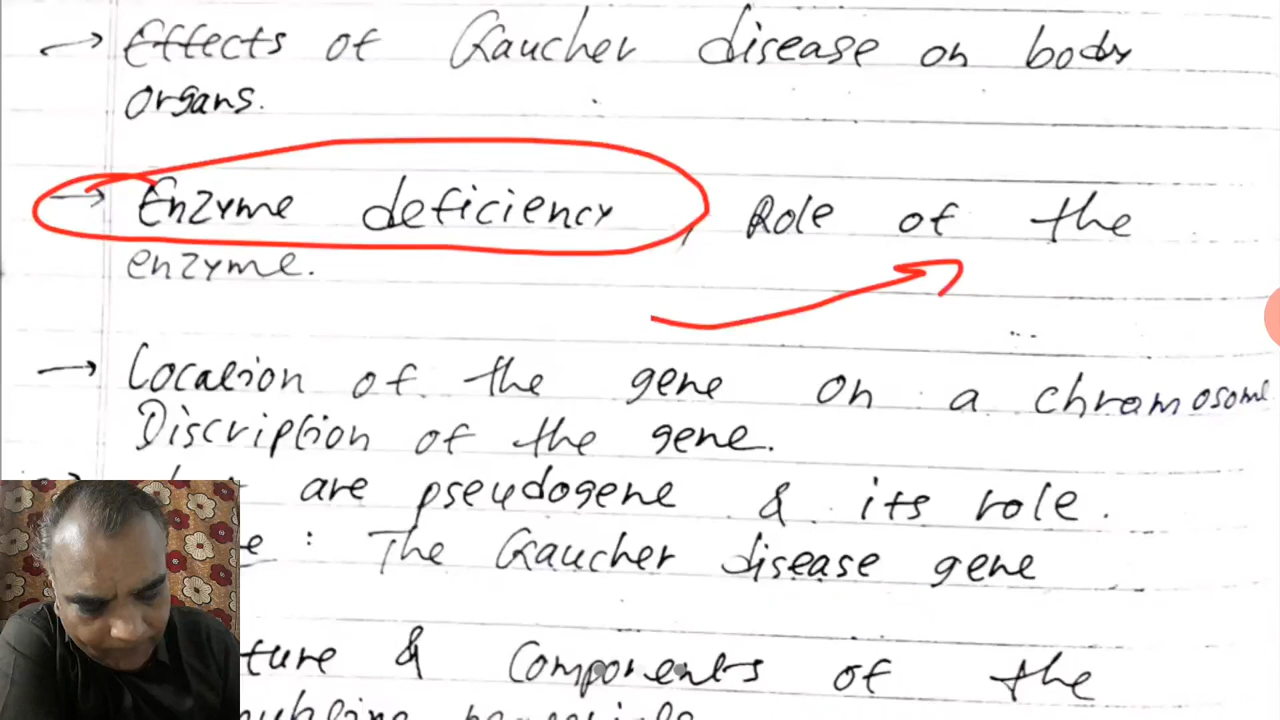 → Effects of Gaucher disease on body
organs.
→ Enzyme deficiency, Role of the
enzyme.
→ Location of the gene on a chromosome
Discription of the gene.
are pseudogene & its role.
: The Gaucher disease gene
ture & Components of the